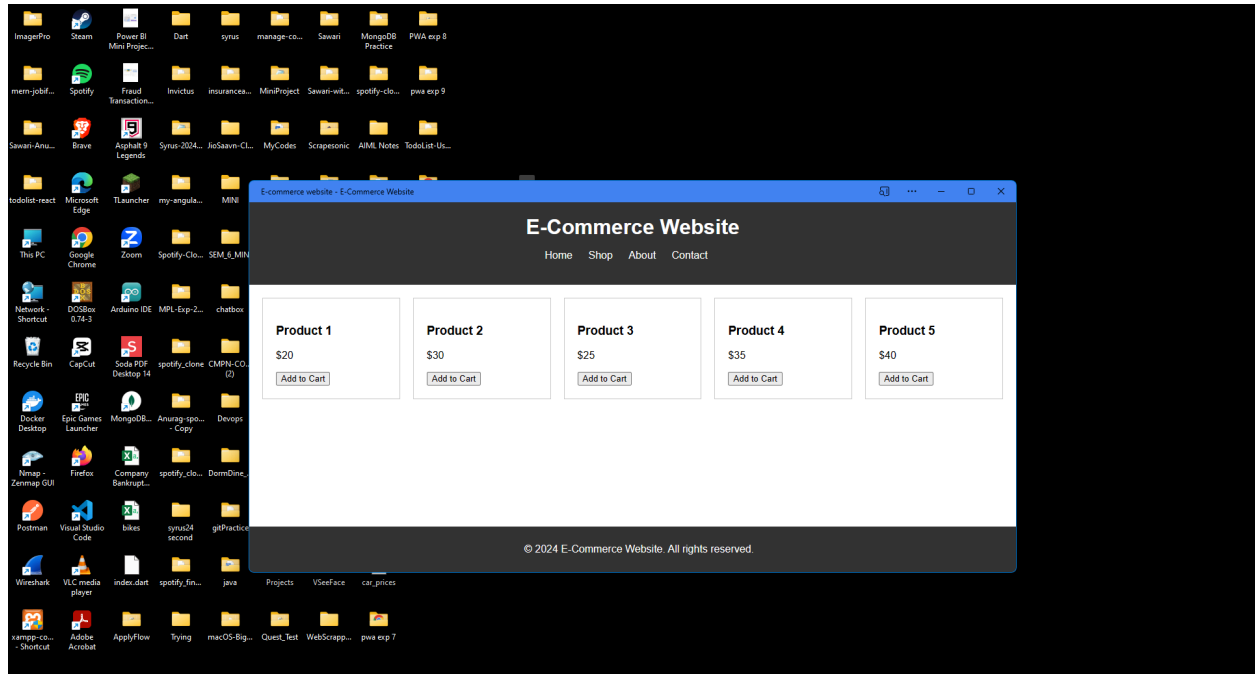 ImagerPro Steam Power BI Mini Projec... Dart syrus manage-co... Sawari MongoDB Practice PWA exp 8
mern-jobif... Spotify Fraud Transaction... Invictus insurancea... MiniProject Sawari-wit... spotify-clo... pwa exp 9
Sawari-Anu... Brave Asphalt 9 Legends Syrus-2024... JioSaavn-Cl... MyCodes Scrapesonic AIML Notes TodoList-Us...
todolist-react Microsoft Edge TLauncher my-angula... MINI
This PC Google Chrome Zoom Spotify-Clo... SEM_6_MIN
Network - Shortcut DOSBox 0.74-3 Arduino IDE MPL-Exp-2... chatbox
Recycle Bin CapCut Soda PDF Desktop 14 spotify_clone CMPN-CO... (2)
Docker Desktop Epic Games Launcher MongoDB... Anurag-spo... - Copy Devops
Nmap - Zenmap GUI Firefox Company Bankrupt... spotify_clo... DormDine_
Postman Visual Studio Code bikes syrus24 second gitPractice
Wireshark VLC media player index.dart spotify_fin... java Projects VSeeFace car_prices
xampp-co... - Shortcut Adobe Acrobat ApplyFlow Trying macOS-Big... Quest_Test WebScrapp... pwa exp 7
E-commerce website - E-Commerce Website
E-Commerce Website
Home Shop About Contact
Product 1 Product 2 Product 3 Product 4 Product 5
$20 $30 $25 $35 $40
Add to Cart Add to Cart Add to Cart Add to Cart Add to Cart
© 2024 E-Commerce Website. All rights reserved.